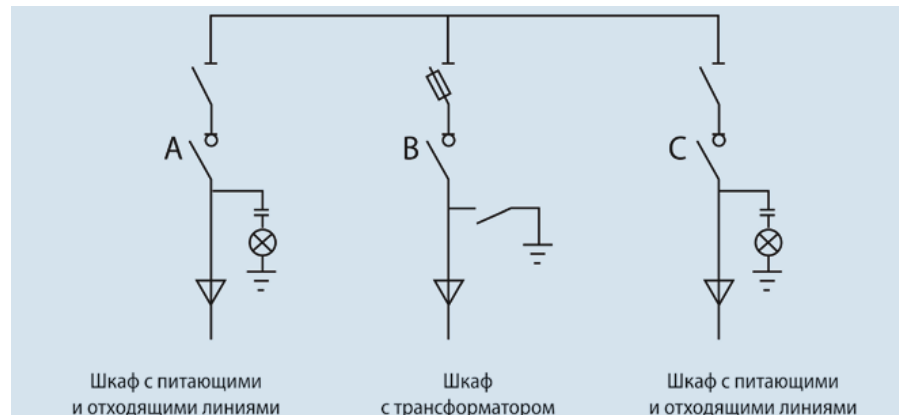 A
B
C
Шкаф с питающими
и отходящими линиями
Шкаф
с трансформатором
Шкаф с питающими
и отходящими линиями